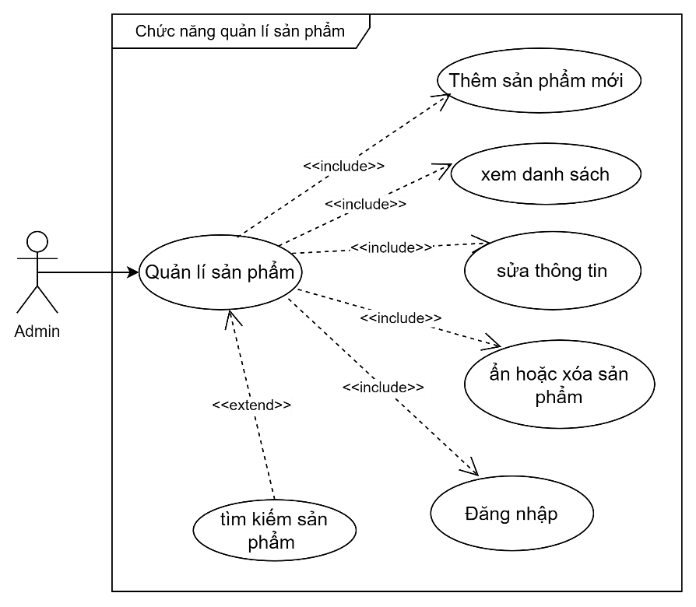 Chức năng quản lí sản phẩm
Thêm sản phẩm mới
<<include>>
xem danh sách
<<include>>
<<include>>
sửa thông tin
Quản lí sản phẩm
Admin
<<include>>
ẩn hoặc xóa sản
phẩm
<<include>>
<<extend>>
tìm kiếm sản
phẩm
Đăng nhập